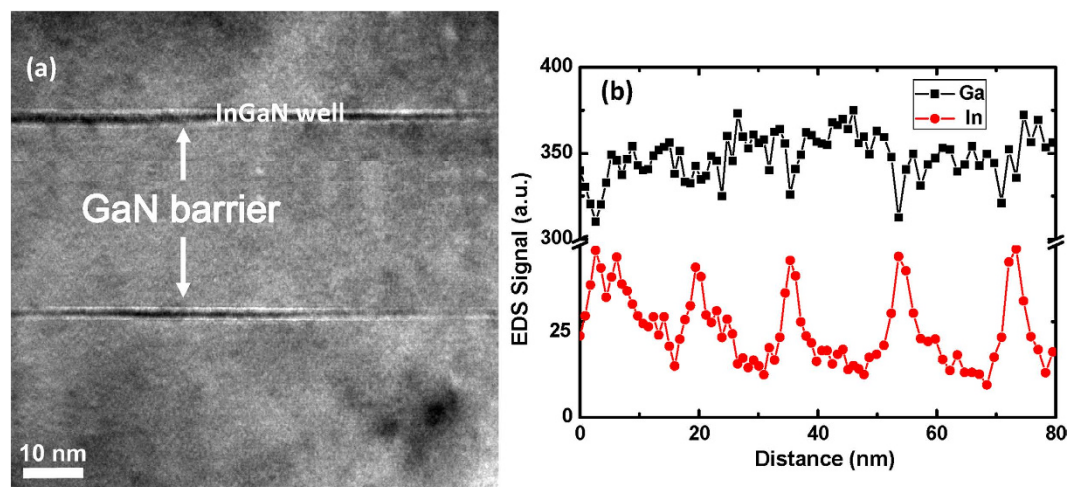 (a)
InGaN well
GaN barrier
10 nm
(b)
Ga
In
400
350
300
25
0
EDS Signal (a.u.)
0 20 40 60 80
Distance (nm)